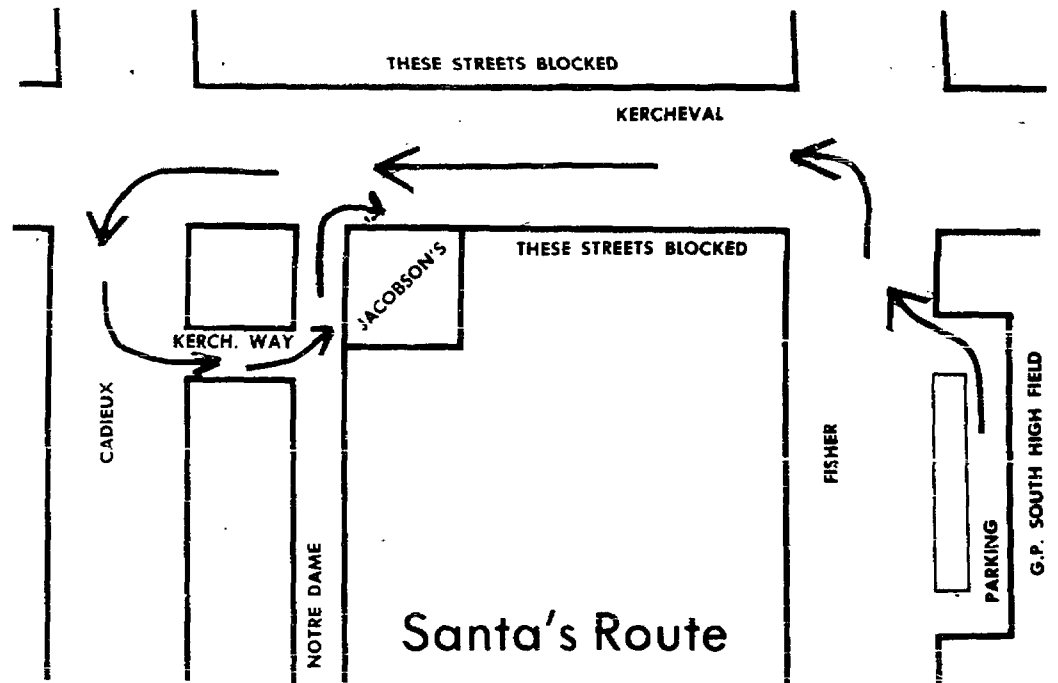 THESE STREETS BLOCKED
KERCHEVAL
THESE STREETS BLOCKED
JACOBSON'S
KERCH. WAY
CADIEUX
FISHER
G.P. SOUTH HIGH FIELD
PARKING
NOTRE DAME
Santa's Route